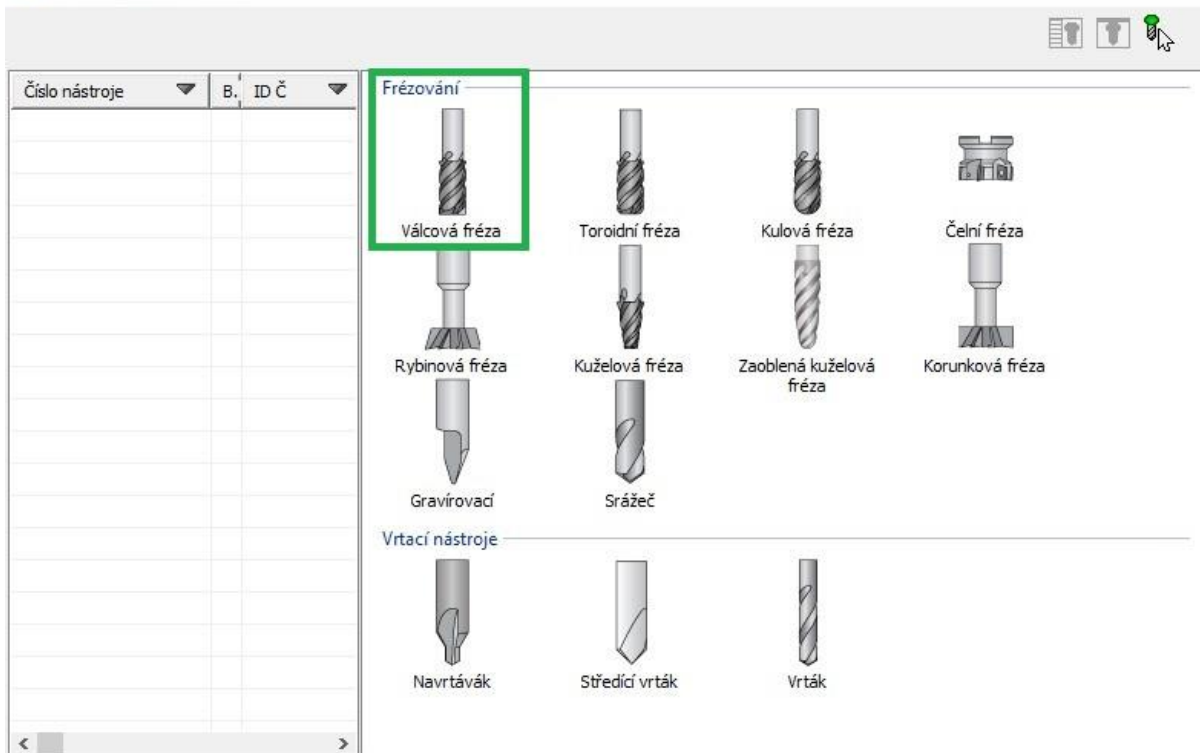 Číslo nástroje B. ID Č
Frézování
Válcová fréza Toroidní fréza Kulová fréza Čelní fréza
Rybinová fréza Kuželová fréza Zaoblená kuželová fréza Korunková fréza
Gravírovací Srážeč
Vrtací nástroje
Navrtávák Středící vrták Vrták